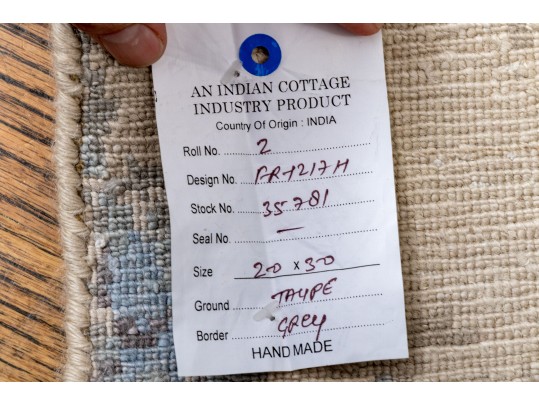 AN INDIAN COTTAGE
INDUSTRY PRODUCT
Country Of Origin : INDIA
Roll No. 2
Design No. PR-1217H
Stock No. 35781
Seal No. —
Size 2-0 x 3-0
Ground TAUPE
Border GREY
HAND MADE